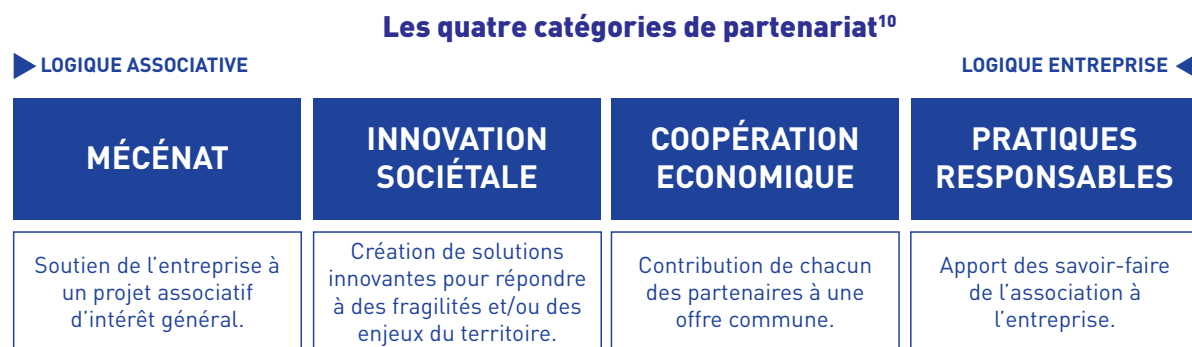 Les quatre catégories de partenariat¹⁰
LOGIQUE ASSOCIATIVE
LOGIQUE ENTREPRISE
MÉCÉNAT
INNOVATION
SOCIÉTALE
COOPÉRATION
ECONOMIQUE
PRATIQUES
RESPONSABLES
Soutien de l'entreprise à
un projet associatif
d'intérêt général.
Création de solutions
innovantes pour répondre
à des fragilités et/ou des
enjeux du territoire.
Contribution de chacun
des partenaires à une
offre commune.
Apport des savoir-faire
de l'association à
l'entreprise.